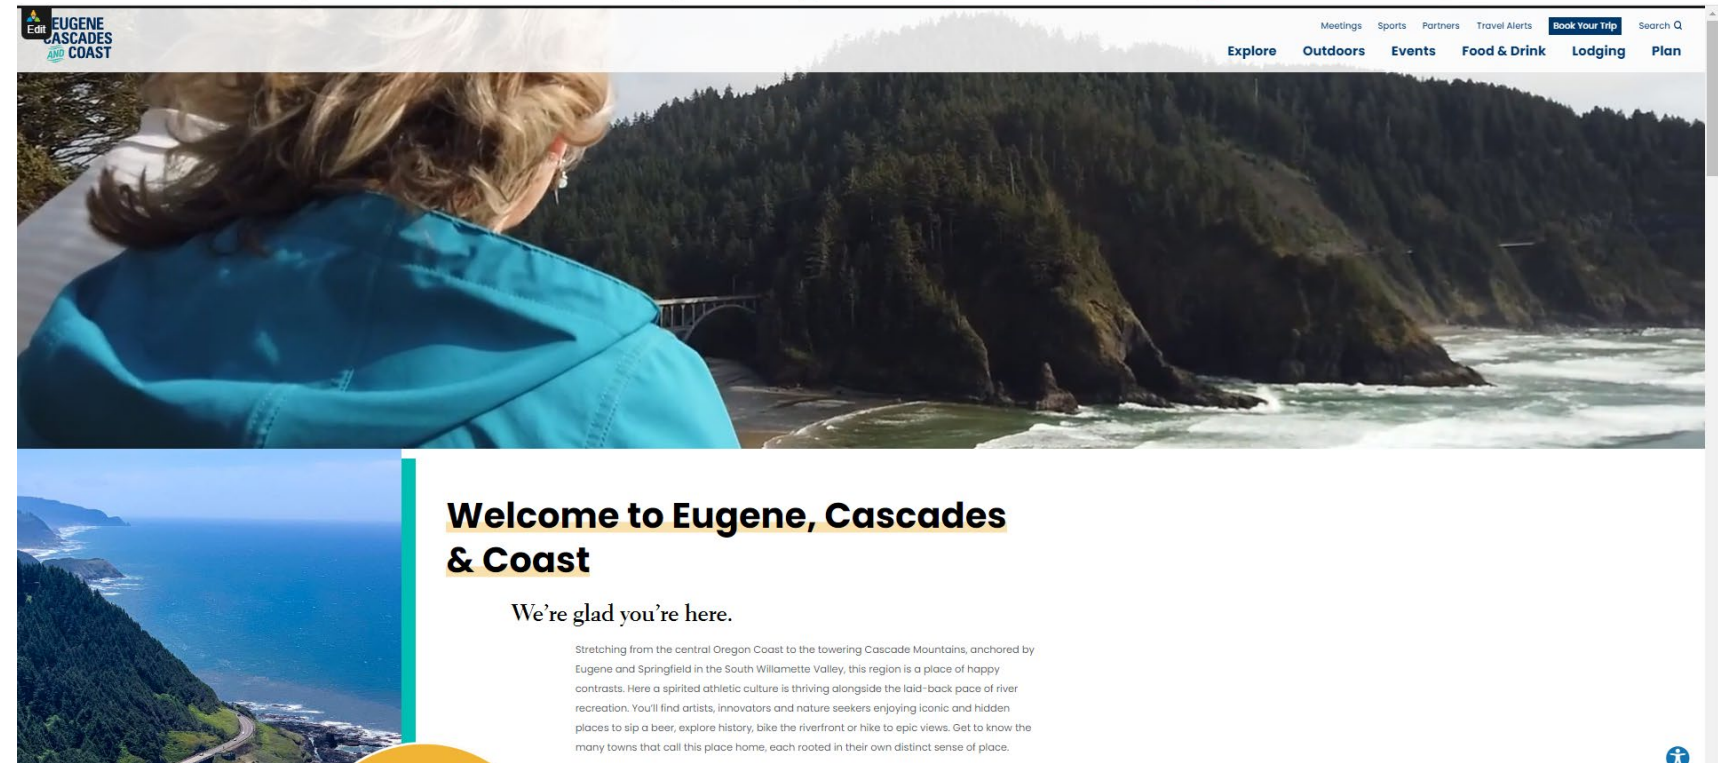 Edit
EUGENE
CASCADES
AND COAST
Meetings Sports Partners Travel Alerts Book Your Trip Search
Explore Outdoors Events Food & Drink Lodging Plan
Welcome to Eugene, Cascades
& Coast
We’re glad you’re here.
Stretching from the central Oregon Coast to the towering Cascade Mountains, anchored by
Eugene and Springfield in the South Willamette Valley, this region is a place of happy
contrasts. Here a spirited athletic culture is thriving alongside the laid-back pace of river
recreation. You’ll find artists, innovators and nature seekers enjoying iconic and hidden
places to sip a beer, explore history, bike the riverfront or hike to epic views. Get to know the
many towns that call this place home, each rooted in their own distinct sense of place.